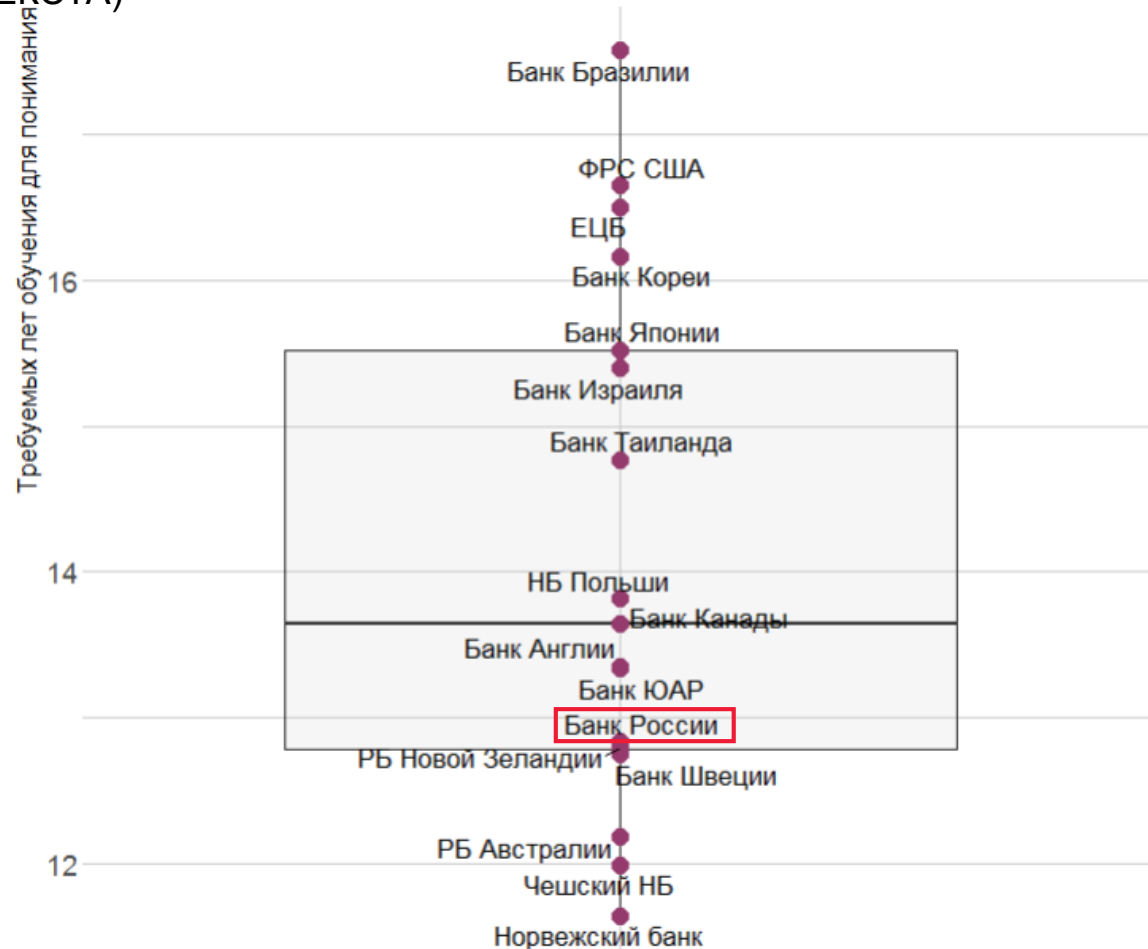 Требуемых лет обучения для понимания
Банк Бразилии
ФРС США
ЕЦБ
16
Банк Кореи
Банк Японии
Банк Израиля
Банк Таиланда
14
НБ Польши
Банк Канады
Банк Англии
Банк ЮАР
Банк России
РБ Новой Зеландии
Банк Швеции
РБ Австралии
12
Чешский НБ
Норвежский банк